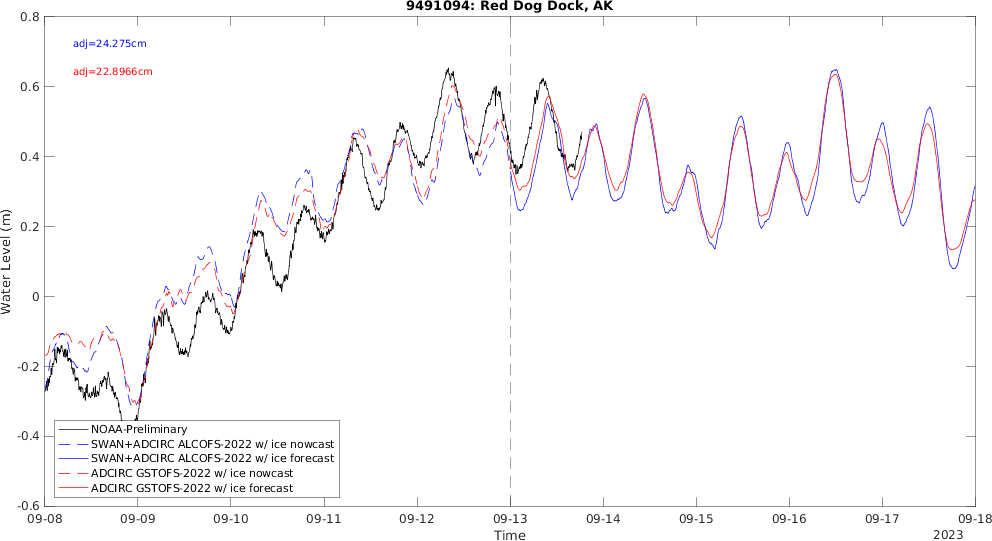 9491094: Red Dog Dock, AK
adj=24.275cm
adj=22.8966cm
0.8
0.6
0.4
0.2
0
-0.2
-0.4
-0.6
Water Level (m)
NOAA-Preliminary
SWAN+ADCIRC ALCOFS-2022 w/ ice nowcast
SWAN+ADCIRC ALCOFS-2022 w/ ice forecast
ADCIRC GSTOFS-2022 w/ ice nowcast
ADCIRC GSTOFS-2022 w/ ice forecast
09-08 09-09 09-10 09-11 09-12 09-13 09-14 09-15 09-16 09-17 09-18
Time
2023